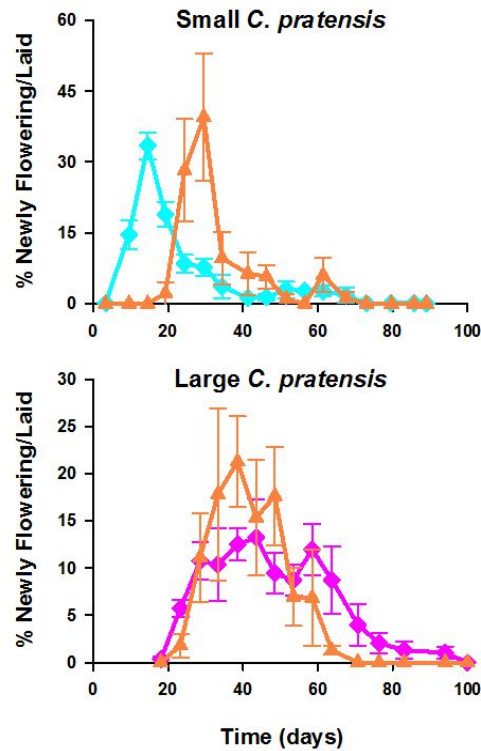 Small C. pratensis
% Newly Flowering/Laid
60
45
30
15
0
0 20 40 60 80 100
Large C. pratensis
% Newly Flowering/Laid
30
25
20
15
10
5
0
0 20 40 60 80 100
Time (days)